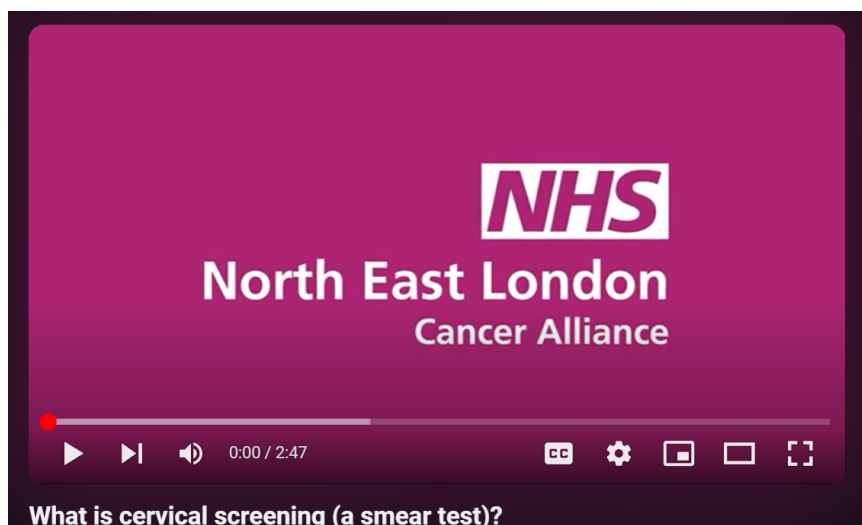 NHS
North East London
Cancer Alliance
0:00 / 2:47
CC
What is cervical screening (a smear test)?